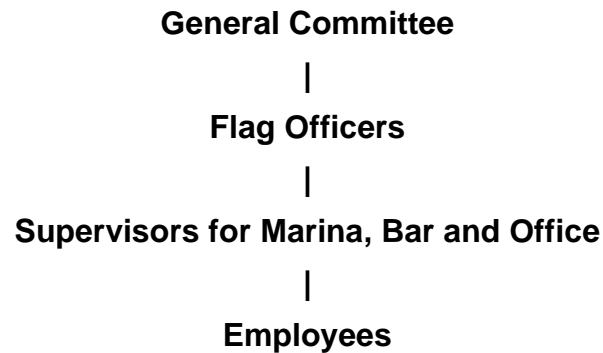 General Committee
|
Flag Officers
|
Supervisors for Marina, Bar and Office
|
Employees